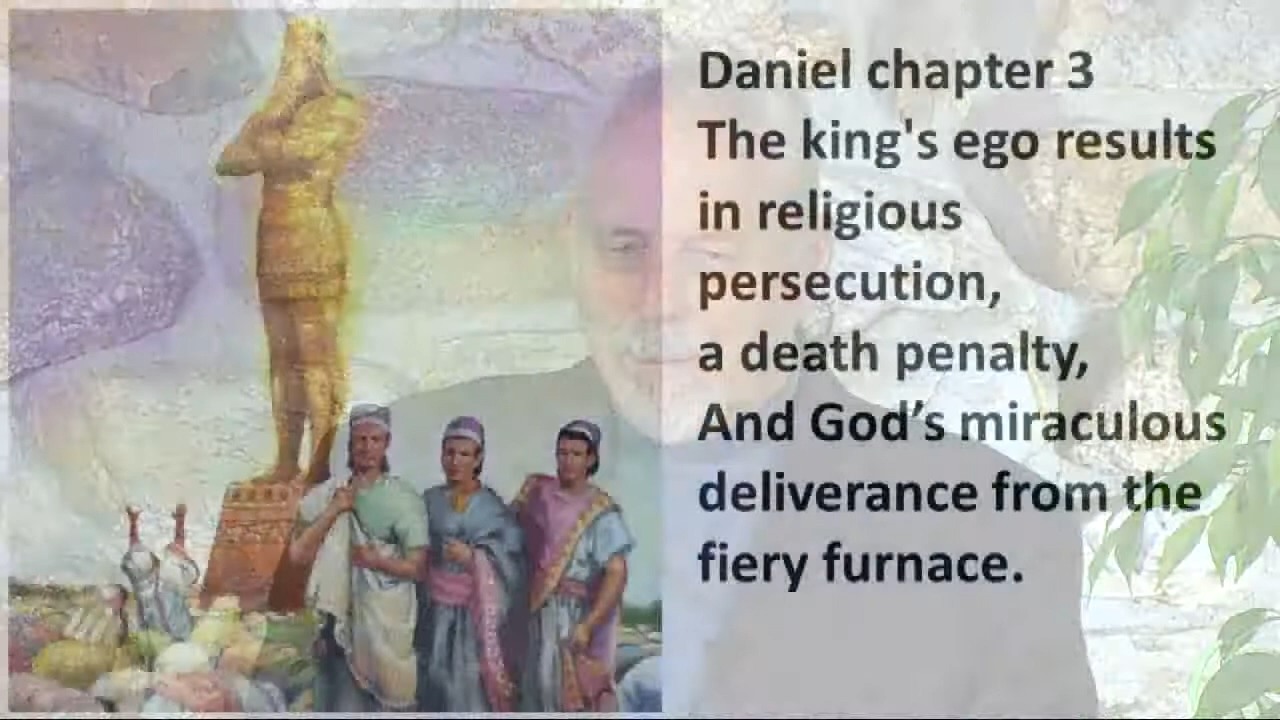 Daniel chapter 3
The king's ego results
in religious
persecution,
a death penalty,
And God’s miraculous
deliverance from the
fiery furnace.